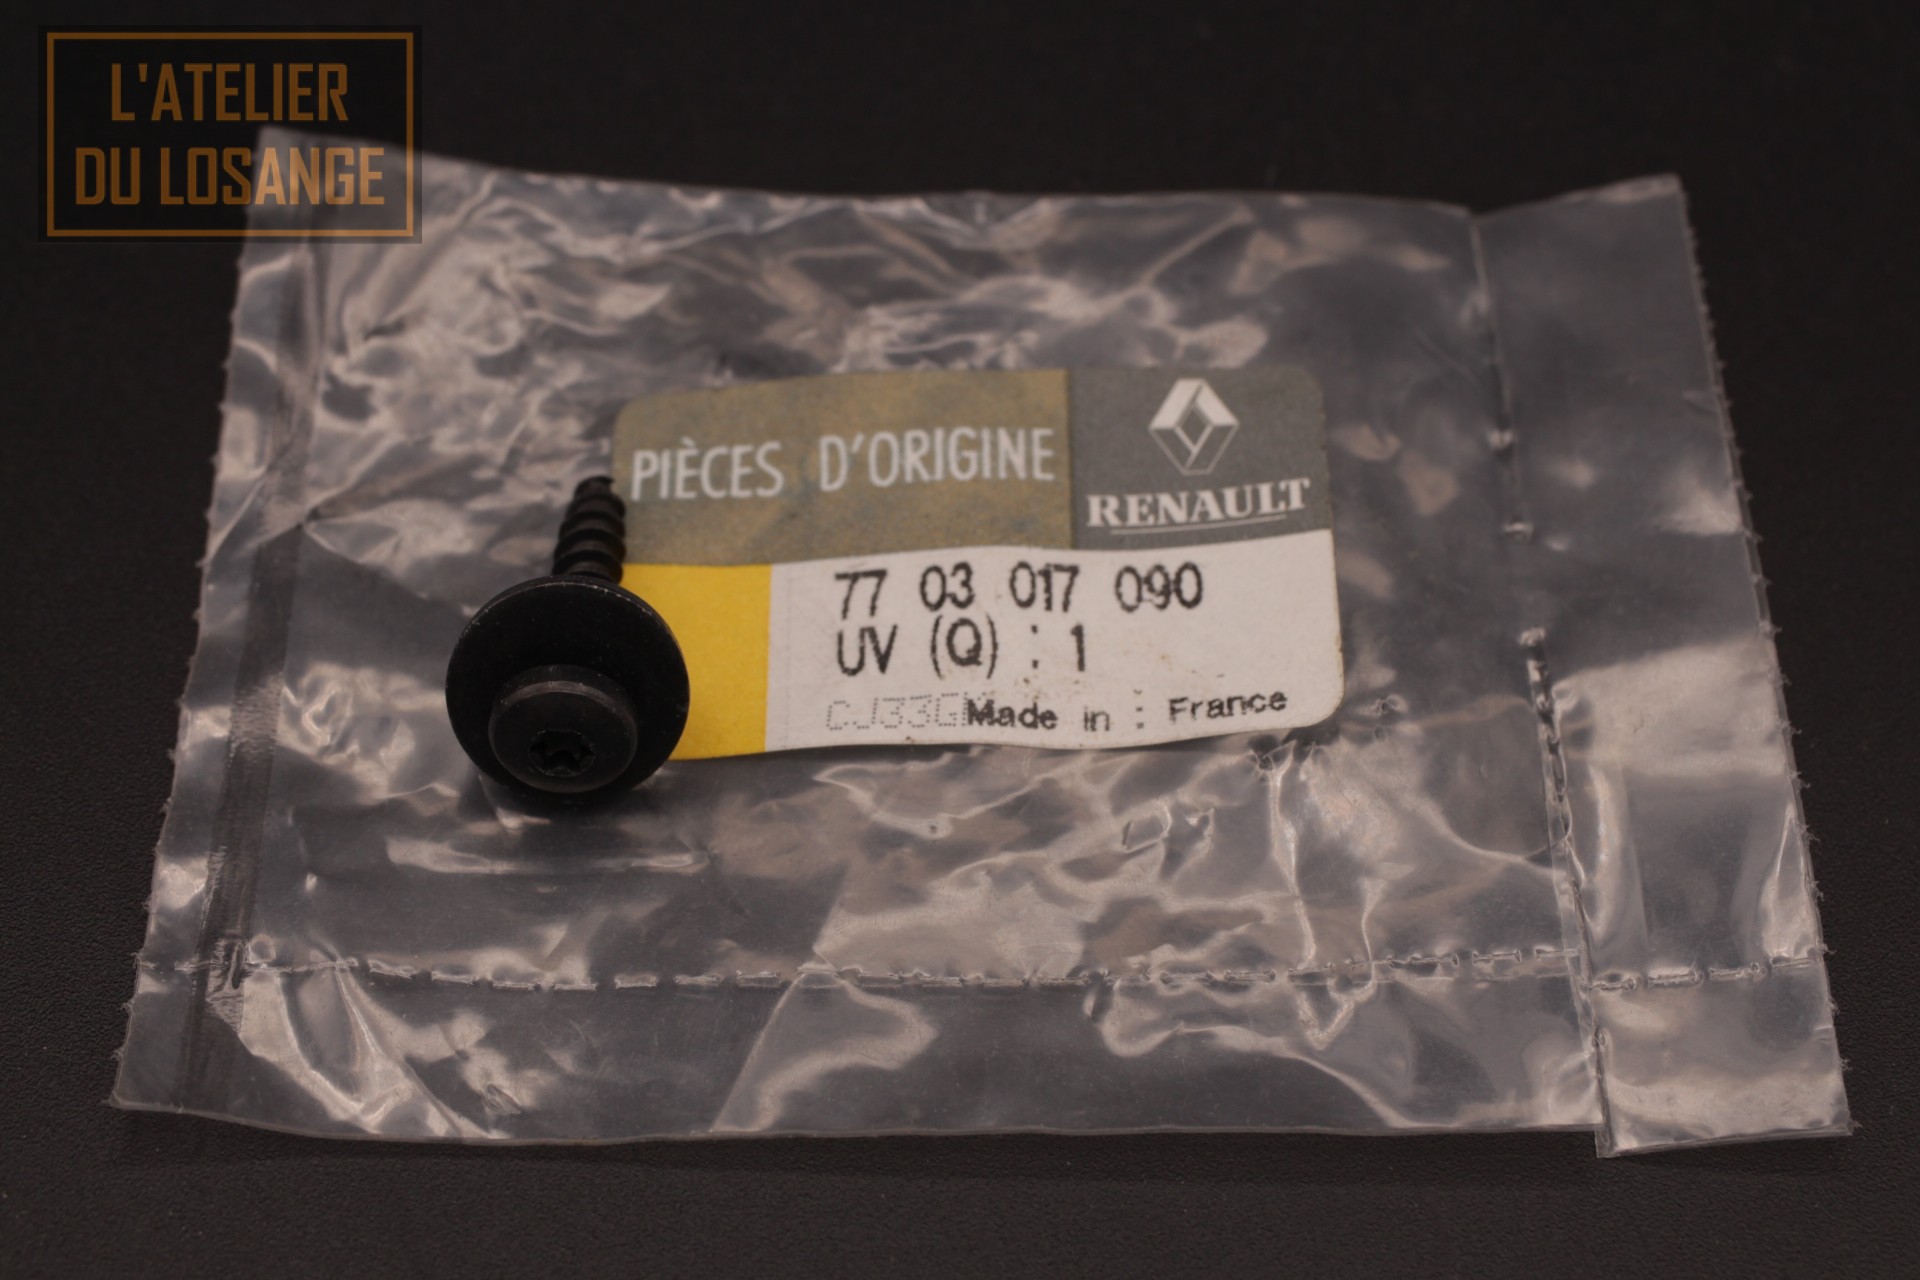 L'ATELIER
DU LOSANGE
PIÈCES D'ORIGINE
RENAULT
77 03 017 090
UV (Q) : 1
Made in : France